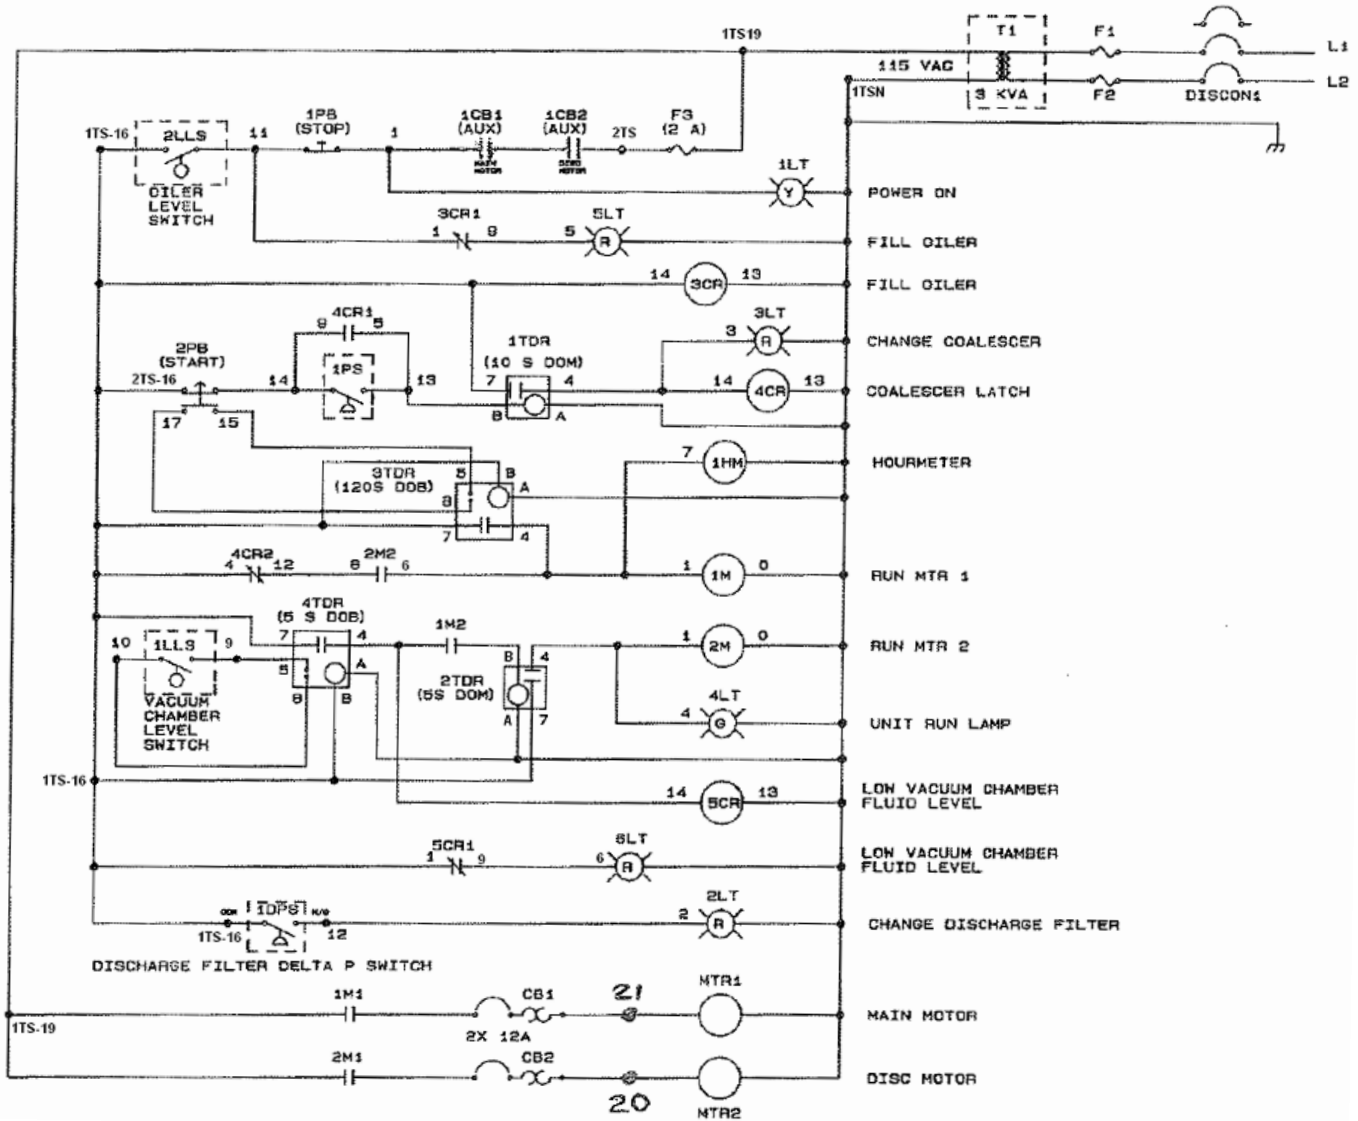 1TS19
T1
F1
L1
115 VAC
1TSN
3 KVA
F2
DISCON1
L2
1TS-16
2LLS
11
1PB
(STOP)
1
1CB1
(AUX)
MAIN
MOTOR
1CB2
(AUX)
DISC
MOTOR
2TS
F3
(2 A)
OILER
LEVEL
SWITCH
1LT
Y
POWER ON
3CR1
1
9
5
5LT
R
FILL OILER
14
3CR
13
FILL OILER
4CR1
9
5
3LT
3
R
CHANGE COALESCER
2PB
(START)
2TS-16
14
1PS
13
1TDR
(10 S DOM)
7
4
B
A
14
4CR
13
COALESCER LATCH
17
15
3TDR
(120S DOB)
5
B
A
8
7
4
7
1HM
HOURMETER
4CR2
4
12
2M2
8
6
1
1M
0
RUN MTR 1
4TDR
(5 S DOB)
7
4
5
A
8
B
10
1LLS
9
VACUUM
CHAMBER
LEVEL
SWITCH
1M2
B
4
2TDR
(5S DOM)
A
7
1
2M
0
RUN MTR 2
4LT
4
G
UNIT RUN LAMP
1TS-16
14
5CR
13
LOW VACUUM CHAMBER
FLUID LEVEL
5CR1
1
9
6LT
6
R
LOW VACUUM CHAMBER
FLUID LEVEL
COM
1DPS
N/O
1TS-16
12
2LT
2
R
CHANGE DISCHARGE FILTER
DISCHARGE FILTER DELTA P SWITCH
1M1
CB1
21
MTR1
MAIN MOTOR
1TS-19
2X 12A
2M1
CB2
20
MTR2
DISC MOTOR